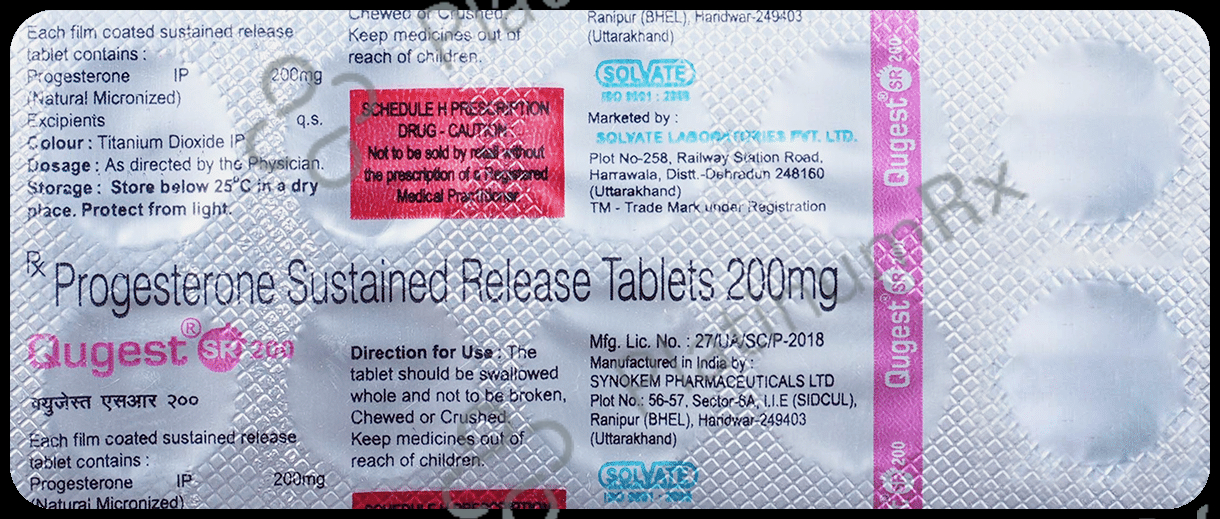 Each film coated sustained release
tablet contains :
Progesterone IP 200mg
(Natural Micronized)
Excipients q.s.
Colour : Titanium Dioxide IP
Dosage : As directed by the Physician.
Storage : Store below 25°C in a dry
place. Protect from light.
Chewed or Crushed.
Keep medicines out of
reach of children.
SCHEDULE H PRESCRIPTION
DRUG - CAUTION :
Not to be sold by retail without
the prescription of a Registered
Medical Practitioner
Ranipur (BHEL), Haridwar-249403
(Uttarakhand)
SOLVATE
Marketed by :
SOLVATE LABORATORIES PVT. LTD.
Plot No-258, Railway Station Road,
Harrawala, Distt.-Dehradun 248160
(Uttarakhand)
TM - Trade Mark under Registration
Qugest® SR 200
Rx Progesterone Sustained Release Tablets 200mg
Qugest® SR 200
क्युजेस्त एसआर २००
Each film coated sustained release
tablet contains :
Progesterone IP 200mg
(Natural Micronized)
Direction for Use : The
tablet should be swallowed
whole and not to be broken,
Chewed or Crushed.
Keep medicines out of
reach of children.
SCHEDULE H PRESCRIPTION
Mfg. Lic. No. : 27/UA/SC/P-2018
Manufactured in India by :
SYNOKEM PHARMACEUTICALS LTD
Plot No.: 56-57, Sector-6A, I.I.E (SIDCUL),
Ranipur (BHEL), Haridwar-249403
(Uttarakhand)
SOLVATE
Qugest® SR 200
SR 200